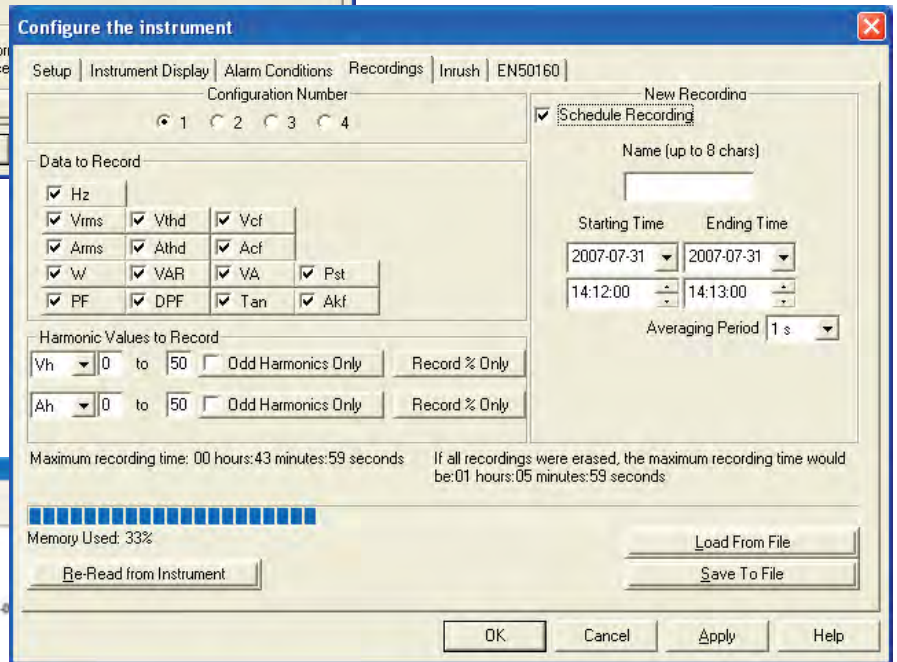 Configure the instrument
Setup
Instrument Display
Alarm Conditions
Recordings
Inrush
EN50160
Configuration Number
1 2 3 4
Data to Record
Hz
Vrms Vthd Vcf
Arms Athd Acf
W VAR VA Pst
PF DPF Tan Akf
Harmonic Values to Record
Vh 0 to 50 Odd Harmonics Only Record % Only
Ah 0 to 50 Odd Harmonics Only Record % Only
New Recording
Schedule Recording
Name (up to 8 chars)
Starting Time Ending Time
2007-07-31 2007-07-31
14:12:00 14:13:00
Averaging Period 1 s
Maximum recording time: 00 hours:43 minutes:59 seconds
If all recordings were erased, the maximum recording time would
be:01 hours:05 minutes:59 seconds
Memory Used: 33%
Re-Read from Instrument
Load From File
Save To File
OK Cancel Apply Help